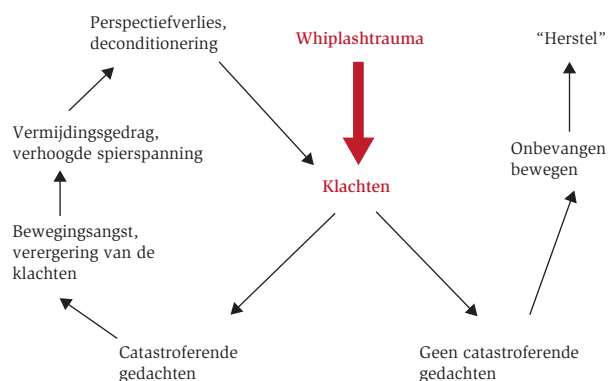 Perspectiefverlies,
deconditionering
Whiplashtrauma
“Herstel”
Vermijdingsgedrag,
verhoogde spierspanning
Onbevangen
bewegen
Klachten
Bewegingsangst,
verergering van de
klachten
Catastroferende
gedachten
Geen catastroferende
gedachten